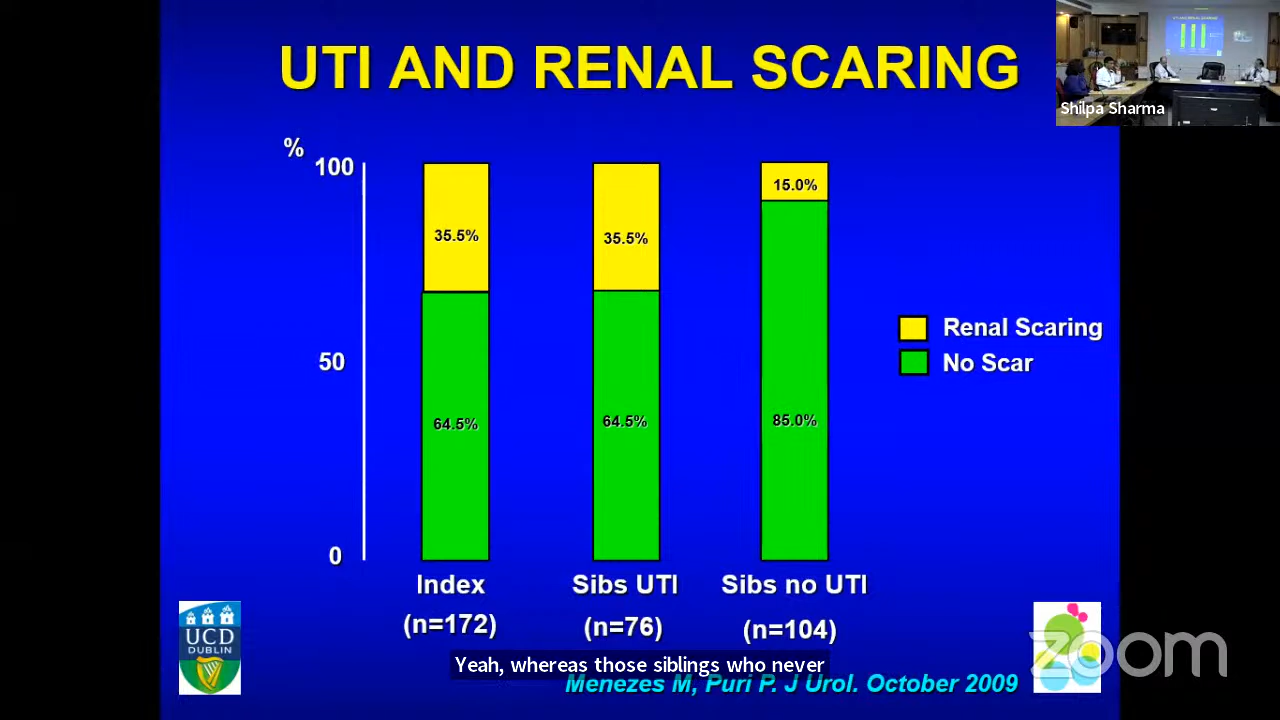 UTI AND RENAL SCARING
Shilpa Sharma
%
100
50
0
35.5%
64.5%
35.5%
64.5%
15.0%
85.0%
Renal Scaring
No Scar
Index
(n=172)
Sibs UTI
(n=76)
Sibs no UTI
(n=104)
UCD
DUBLIN
zoom
Yeah, whereas those siblings who never
Menezes M, Puri P. J Urol. October 2009